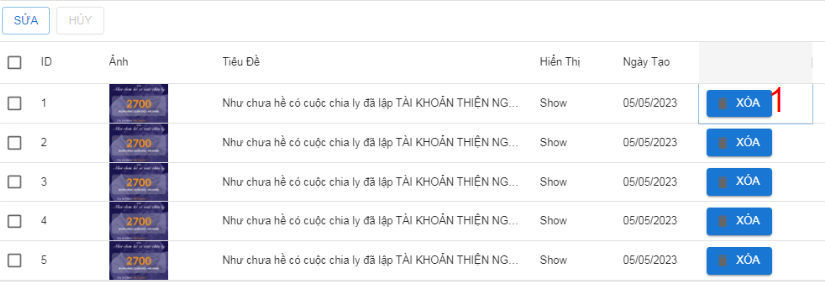 SỬA HỦY
ID Ảnh Tiêu Đề Hiển Thị Ngày Tạo
1 2700 Như chưa hề có cuộc chia ly đã lập TÀI KHOẢN THIỆN NG... Show 05/05/2023 XÓA 1
2 2700 Như chưa hề có cuộc chia ly đã lập TÀI KHOẢN THIỆN NG... Show 05/05/2023 XÓA
3 2700 Như chưa hề có cuộc chia ly đã lập TÀI KHOẢN THIỆN NG... Show 05/05/2023 XÓA
4 2700 Như chưa hề có cuộc chia ly đã lập TÀI KHOẢN THIỆN NG... Show 05/05/2023 XÓA
5 2700 Như chưa hề có cuộc chia ly đã lập TÀI KHOẢN THIỆN NG... Show 05/05/2023 XÓA